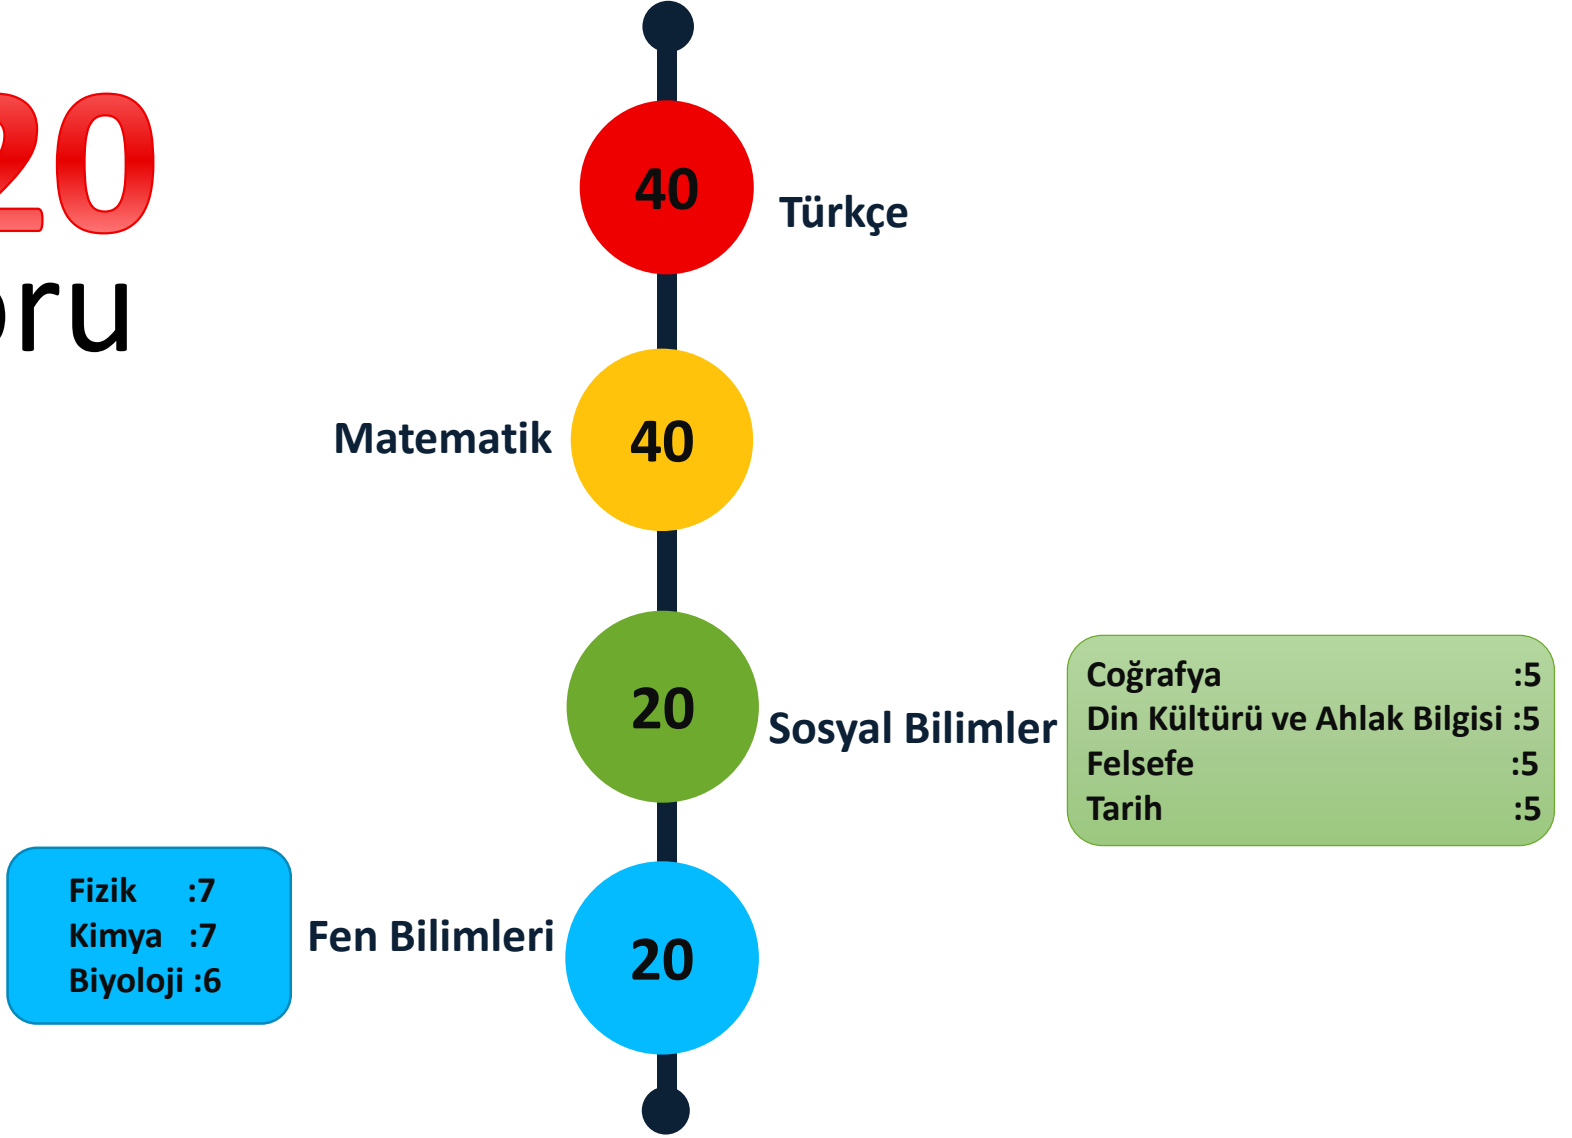 20
oru
40
Türkçe
Matematik
40
20
Sosyal Bilimler
Coğrafya :5
Din Kültürü ve Ahlak Bilgisi :5
Felsefe :5
Tarih :5
Fizik :7
Kimya :7
Biyoloji :6
Fen Bilimleri
20